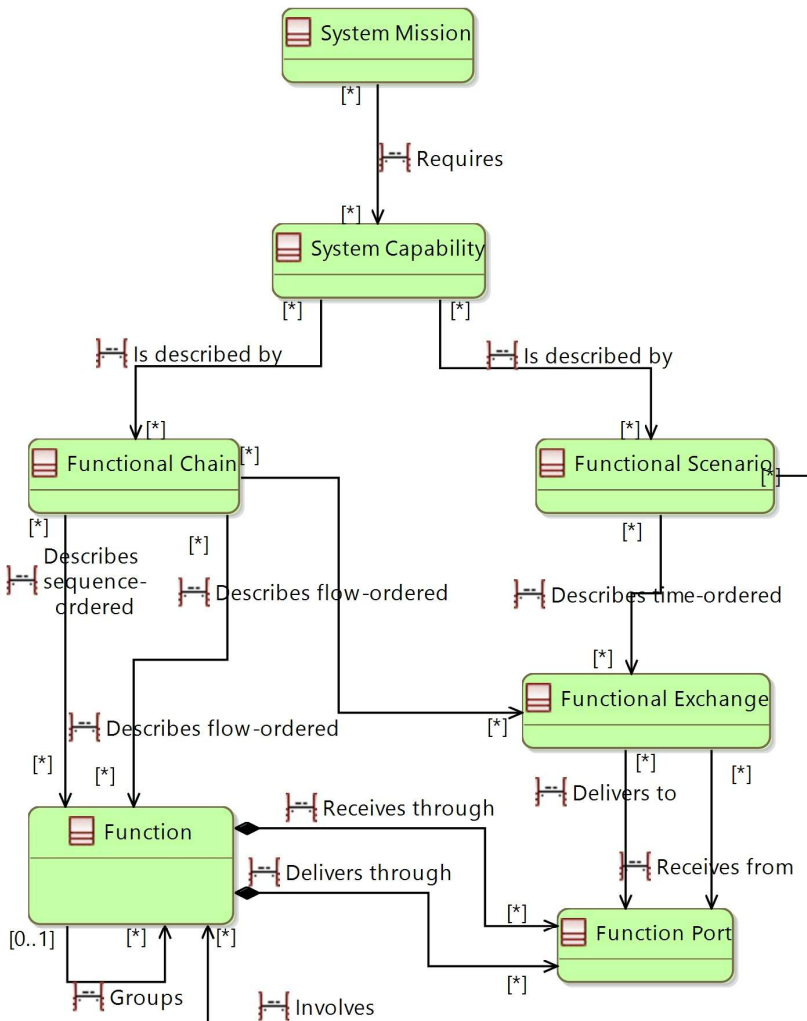 System Mission
[*]
Requires
[*]
System Capability
[*]
[*]
Is described by
Is described by
[*]
[*]
Functional Chain
[*]
Functional Scenario
[*]
[*]
[*]
[*]
Describes
sequence-
ordered
Describes flow-ordered
Describes time-ordered
[*]
Functional Exchange
[*]
Describes flow-ordered
[*]
[*]
[*]
[*]
Delivers to
Function
Receives through
Delivers through
Receives from
[*]
Function Port
[0..1]
[*]
[*]
[*]
Groups
Involves